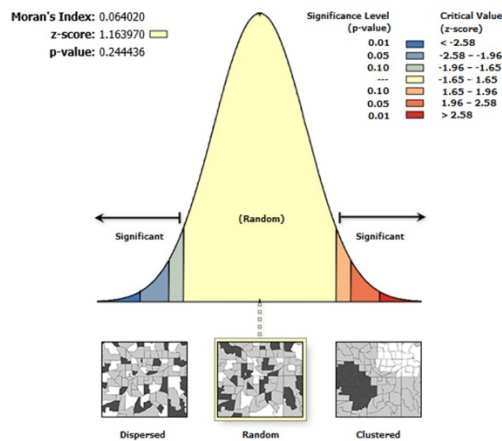 Moran's Index: 0.064020
z-score: 1.163970
p-value: 0.244436
Significance Level (p-value)
Critical Value (z-score)
0.01 < -2.58
0.05 -2.58 – -1.96
0.10 -1.96 – -1.65
--- -1.65 – 1.65
0.10 1.65 – 1.96
0.05 1.96 – 2.58
0.01 > 2.58
(Random)
Significant
Significant
Dispersed
Random
Clustered